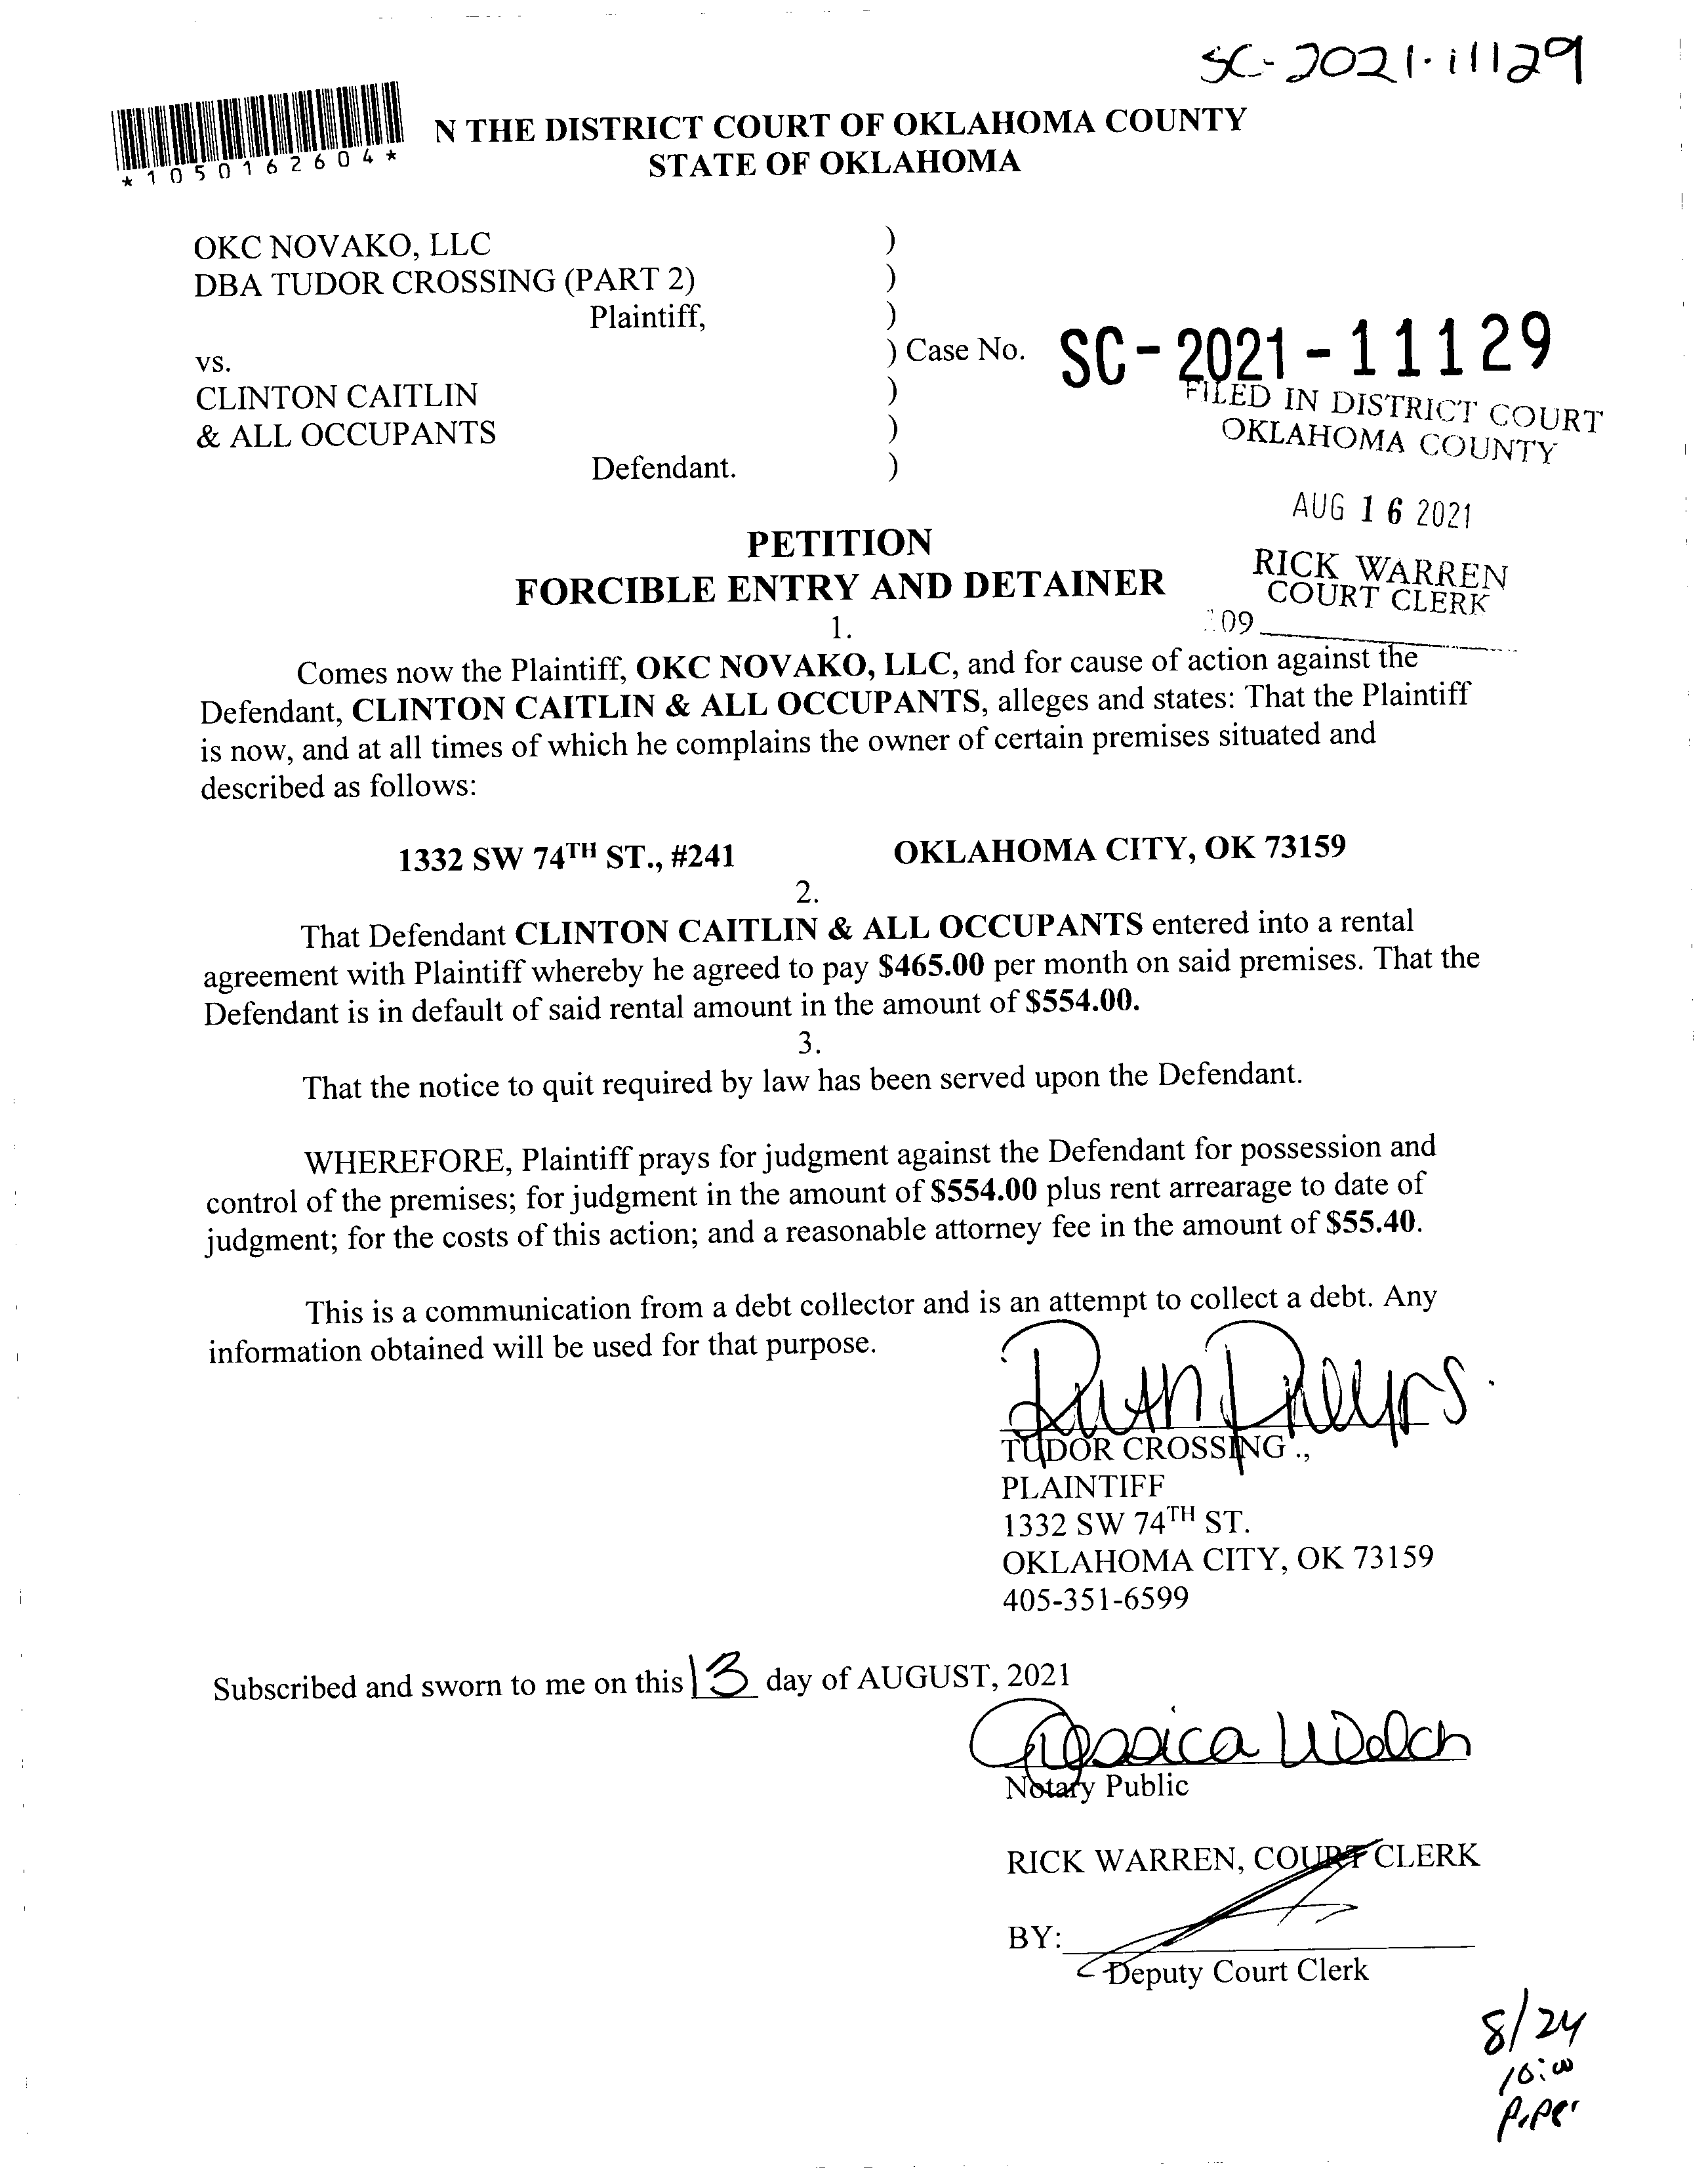 SC-2021-11129
*1050162604*
N THE DISTRICT COURT OF OKLAHOMA COUNTY
STATE OF OKLAHOMA
OKC NOVAKO, LLC )
DBA TUDOR CROSSING (PART 2) )
Plaintiff, )
vs. ) Case No. SC-2021-11129
CLINTON CAITLIN )
& ALL OCCUPANTS )
Defendant. )
FILED IN DISTRICT COURT
OKLAHOMA COUNTY
AUG 16 2021
RICK WARREN
COURT CLERK
109
PETITION
FORCIBLE ENTRY AND DETAINER
1.
Comes now the Plaintiff, OKC NOVAKO, LLC, and for cause of action against the
Defendant, CLINTON CAITLIN & ALL OCCUPANTS, alleges and states: That the Plaintiff
is now, and at all times of which he complains the owner of certain premises situated and
described as follows:
1332 SW 74TH ST., #241 OKLAHOMA CITY, OK 73159
2.
That Defendant CLINTON CAITLIN & ALL OCCUPANTS entered into a rental
agreement with Plaintiff whereby he agreed to pay $465.00 per month on said premises. That the
Defendant is in default of said rental amount in the amount of $554.00.
3.
That the notice to quit required by law has been served upon the Defendant.
WHEREFORE, Plaintiff prays for judgment against the Defendant for possession and
control of the premises; for judgment in the amount of $554.00 plus rent arrearage to date of
judgment; for the costs of this action; and a reasonable attorney fee in the amount of $55.40.
This is a communication from a debt collector and is an attempt to collect a debt. Any
information obtained will be used for that purpose.
Ruth Phillips.
TUDOR CROSSING .,
PLAINTIFF
1332 SW 74TH ST.
OKLAHOMA CITY, OK 73159
405-351-6599
Subscribed and sworn to me on this 13 day of AUGUST, 2021
Jessica Welch
Notary Public
RICK WARREN, COURT CLERK
BY:
Deputy Court Clerk
8/24
10:00
Piper